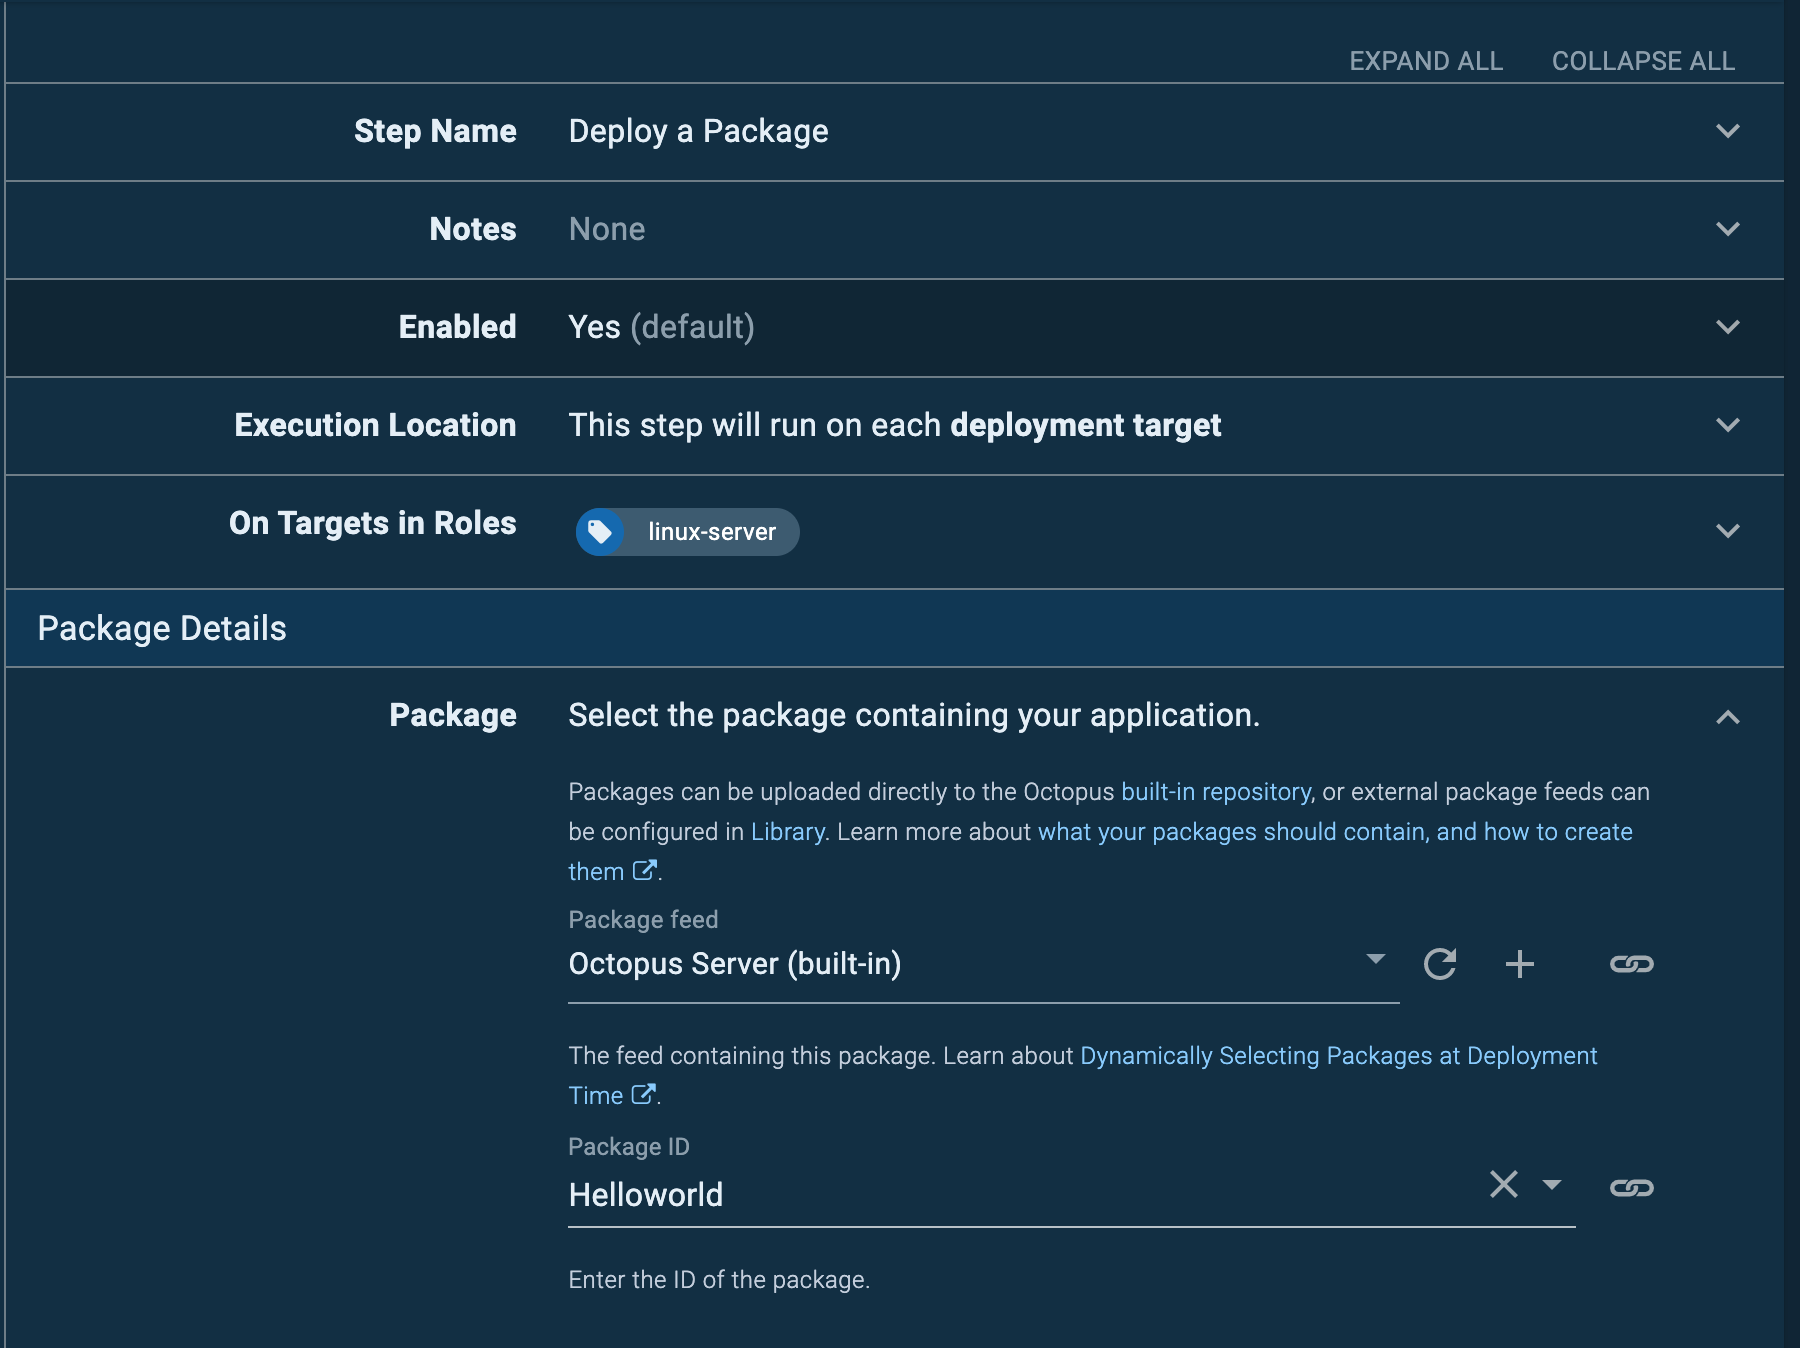 EXPAND ALL COLLAPSE ALL
Step Name Deploy a Package
Notes None
Enabled Yes (default)
Execution Location This step will run on each deployment target
On Targets in Roles linux-server
Package Details
Package Select the package containing your application.
Packages can be uploaded directly to the Octopus built-in repository, or external package feeds can
be configured in Library. Learn more about what your packages should contain, and how to create
them .
Package feed
Octopus Server (built-in)
The feed containing this package. Learn about Dynamically Selecting Packages at Deployment
Time .
Package ID
Helloworld
Enter the ID of the package.